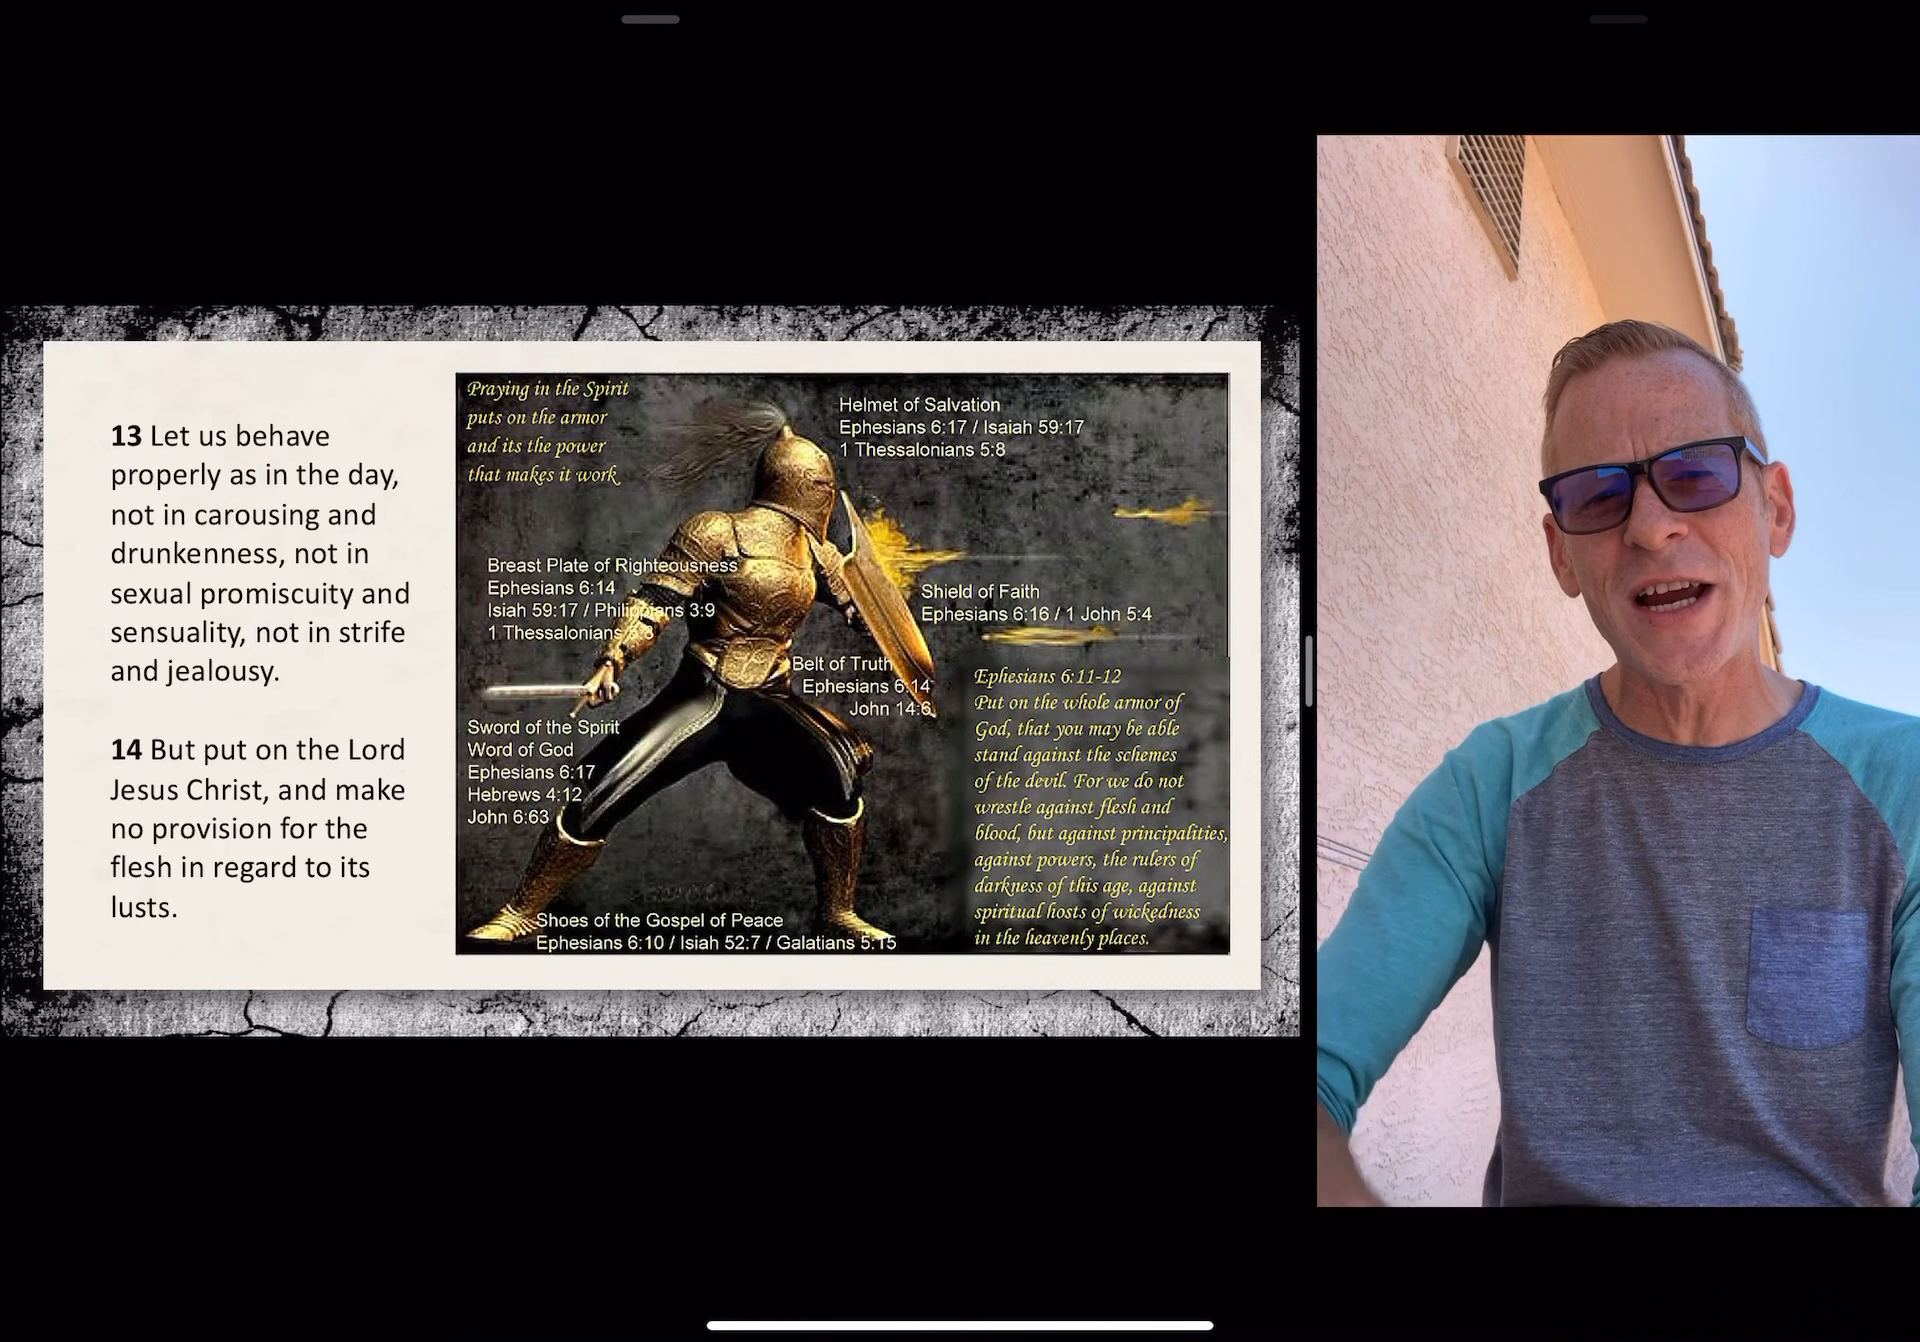 13 Let us behave
properly as in the day,
not in carousing and
drunkenness, not in
sexual promiscuity and
sensuality, not in strife
and jealousy.
14 But put on the Lord
Jesus Christ, and make
no provision for the
flesh in regard to its
lusts.
Praying in the Spirit
puts on the armor
and its the power
that makes it work
Helmet of Salvation
Ephesians 6:17 / Isaiah 59:17
1 Thessalonians 5:8
Breast Plate of Righteousness
Ephesians 6:14
Isiah 59:17 / Philippians 3:9
1 Thessalonians 5:8
Shield of Faith
Ephesians 6:16 / 1 John 5:4
Belt of Truth
Ephesians 6:14
John 14:6
Sword of the Spirit
Word of God
Ephesians 6:17
Hebrews 4:12
John 6:63
Ephesians 6:11-12
Put on the whole armor of
God, that you may be able
stand against the schemes
of the devil. For we do not
wrestle against flesh and
blood, but against principalities,
against powers, the rulers of
darkness of this age, against
spiritual hosts of wickedness
in the heavenly places.
Shoes of the Gospel of Peace
Ephesians 6:10 / Isiah 52:7 / Galatians 5:15